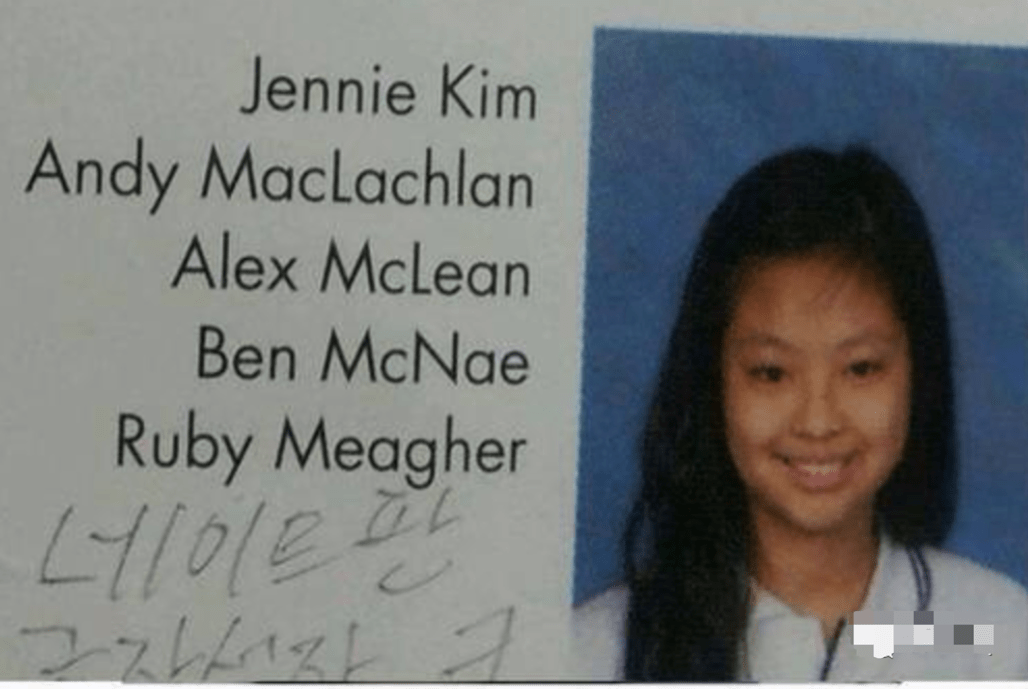 Jennie Kim
Andy MacLachlan
Alex McLean
Ben McNae
Ruby Meagher
네이트판